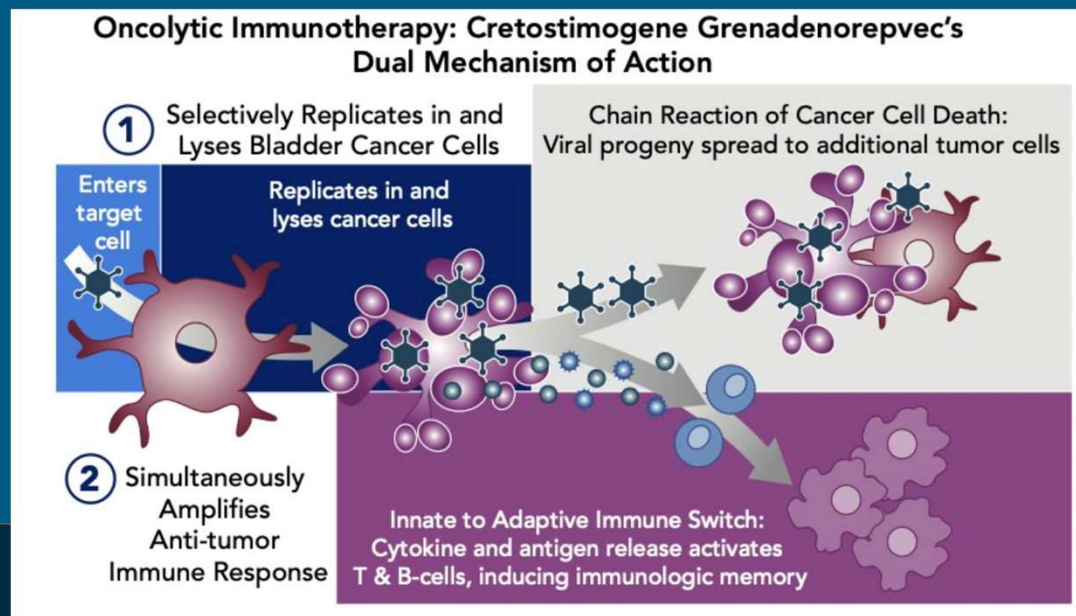 Oncolytic Immunotherapy: Cretostimogene Grenadenorepvec's
Dual Mechanism of Action
1
Selectively Replicates in and
Lyses Bladder Cancer Cells
Enters
target
cell
Replicates in and
lyses cancer cells
Chain Reaction of Cancer Cell Death:
Viral progeny spread to additional tumor cells
2
Simultaneously
Amplifies
Anti-tumor
Immune Response
Innate to Adaptive Immune Switch:
Cytokine and antigen release activates
T & B-cells, inducing immunologic memory